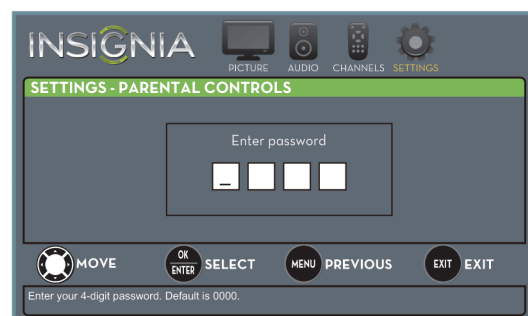 INSIGNIA
PICTURE AUDIO CHANNELS SETTINGS
SETTINGS - PARENTAL CONTROLS
Enter password
_
MOVE OK ENTER SELECT MENU PREVIOUS EXIT EXIT
Enter your 4-digit password. Default is 0000.